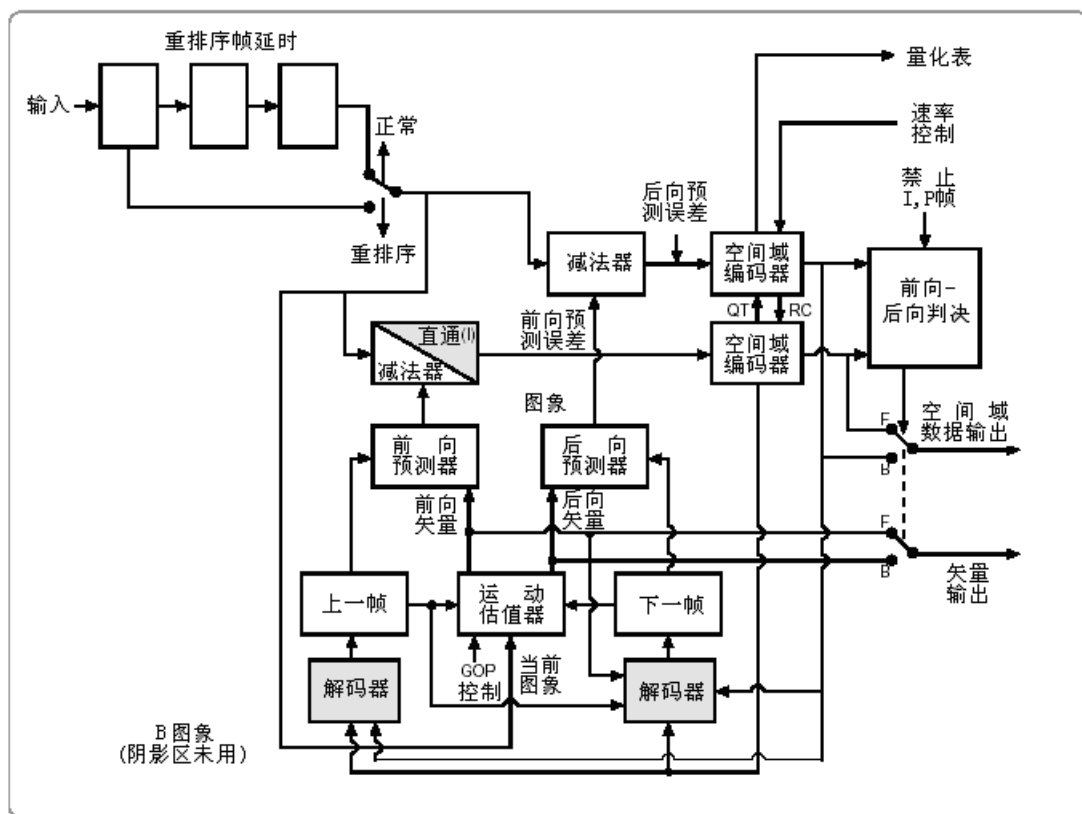 重排序帧延时
输入
正常
重排序
量化表
速率
控制
禁止
I,P帧
后向预
测误差
减法器
空间域
编码器
前向-
后向判决
QT
RC
直通(I)
减法器
前向预
测误差
空间域
编码器
图象
前向
预测器
后向
预测器
F
B
空间域
数据输出
前向
矢量
后向
矢量
F
B
矢量
输出
上一帧
运动
估值器
下一帧
解码器
GOP
控制
当前
图象
解码器
B图象
(阴影区未用)